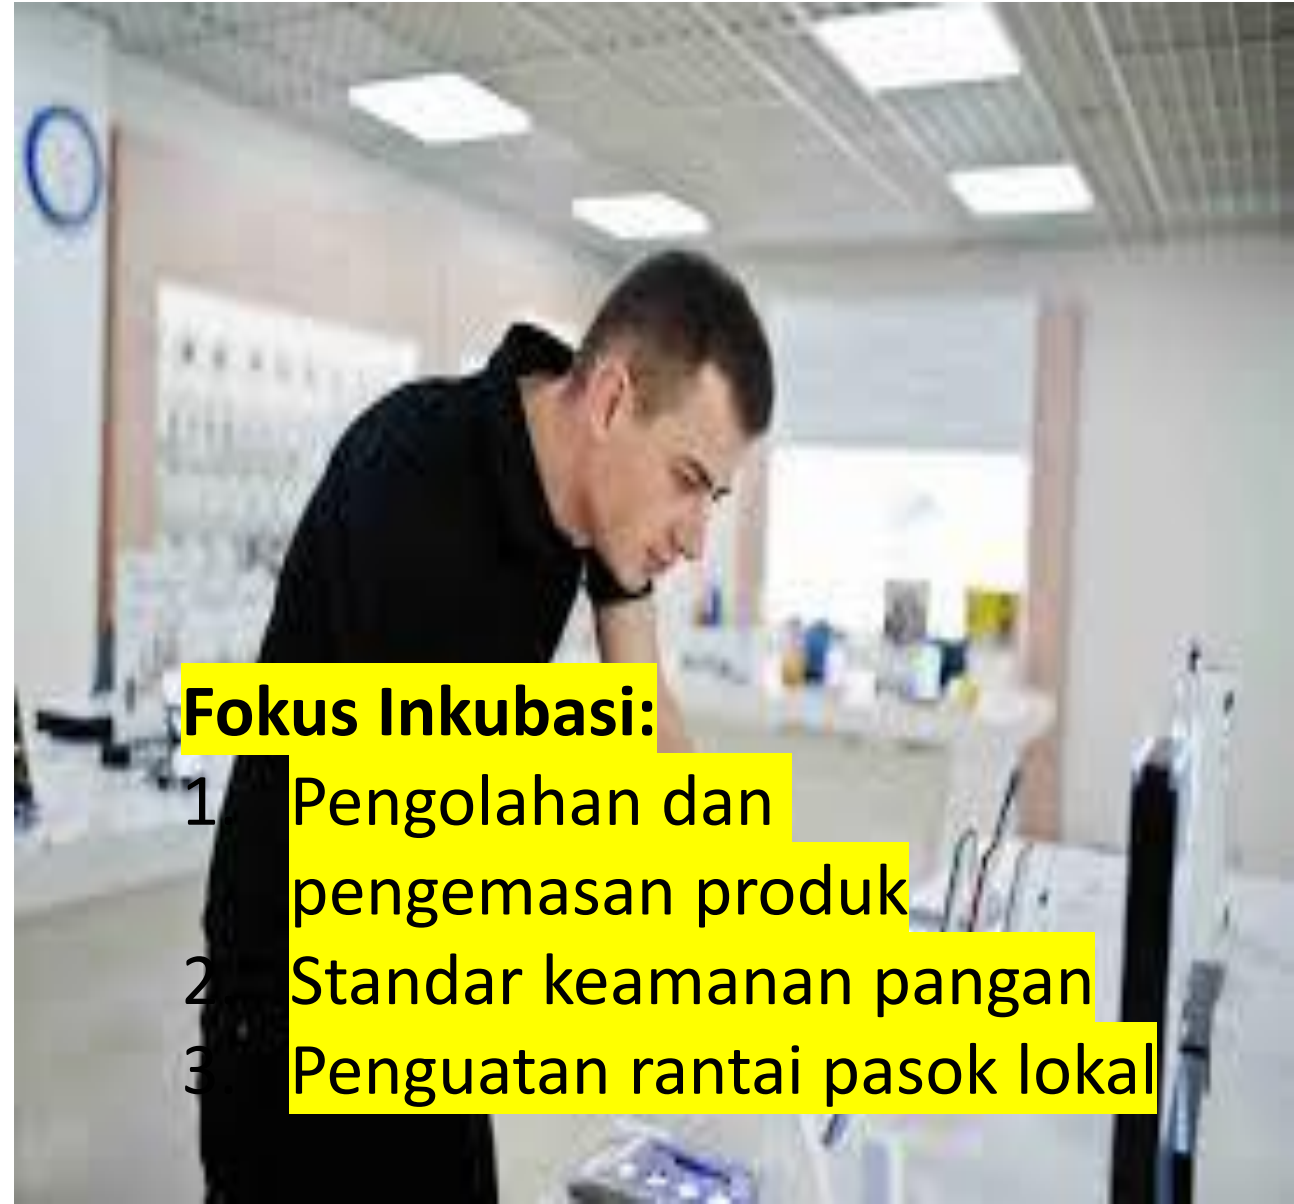 Fokus Inkubasi:
1. Pengolahan dan
pengemasan produk
2. Standar keamanan pangan
3. Penguatan rantai pasok lokal